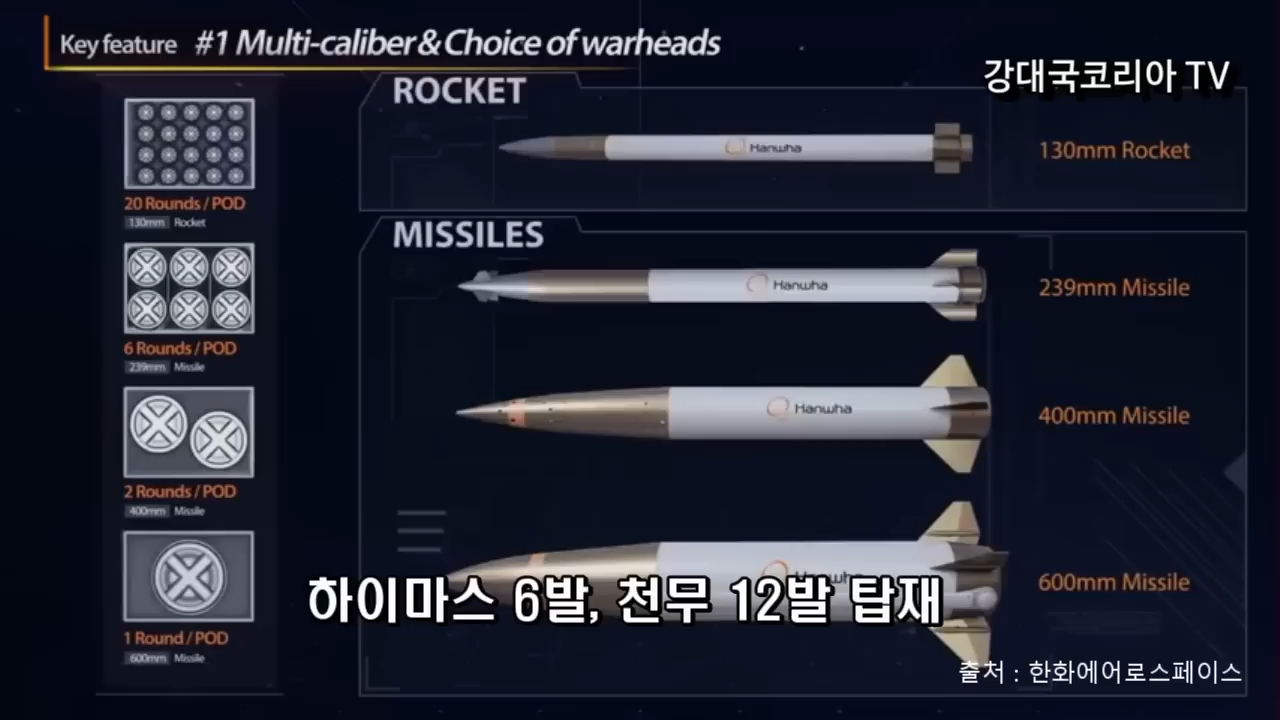 Key feature #1 Multi-caliber & Choice of warheads
강대국코리아 TV
20 Rounds / POD
130mm Rocket
6 Rounds / POD
239mm Missile
2 Rounds / POD
400mm Missile
1 Round / POD
600mm Missile
ROCKET
Hanwha
130mm Rocket
MISSILES
Hanwha
239mm Missile
Hanwha
400mm Missile
Hanwha
600mm Missile
하이마스 6발, 천무 12발 탑재
출처 : 한화에어로스페이스